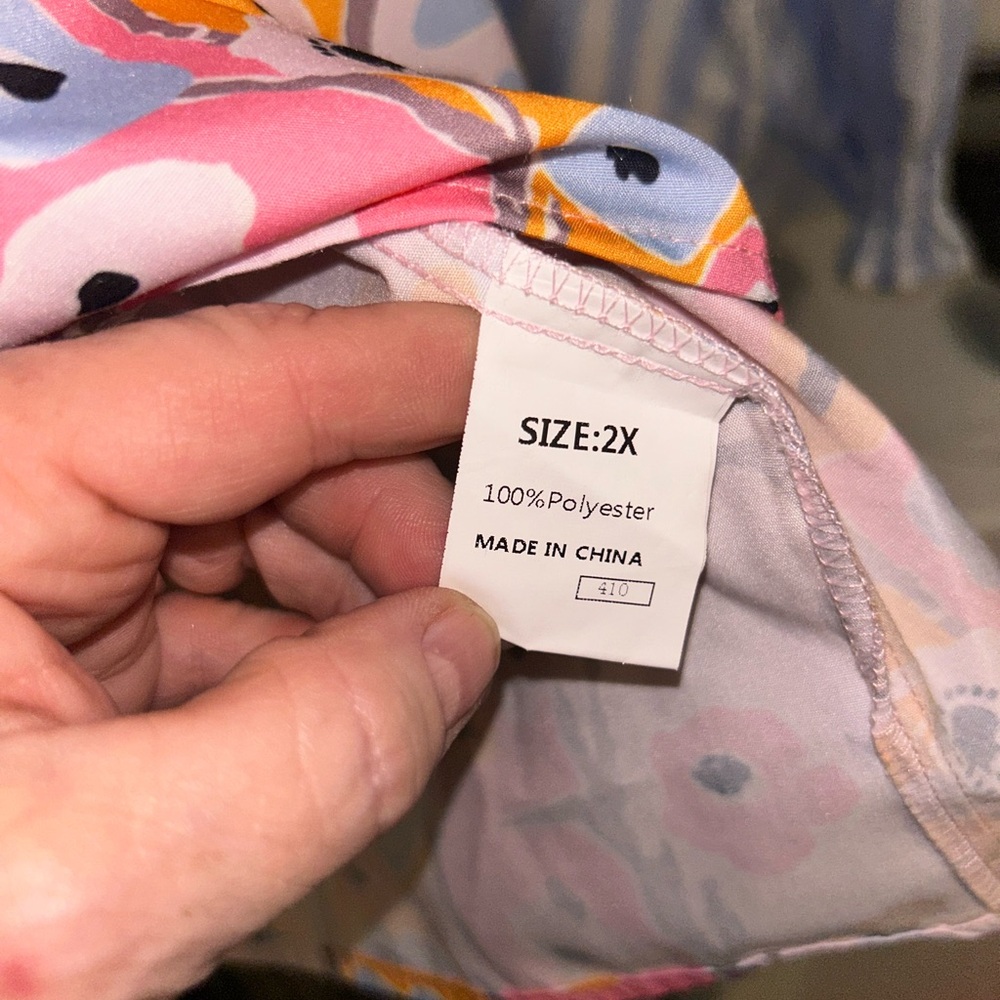 SIZE:2X
100%Polyester
MADE IN CHINA
410